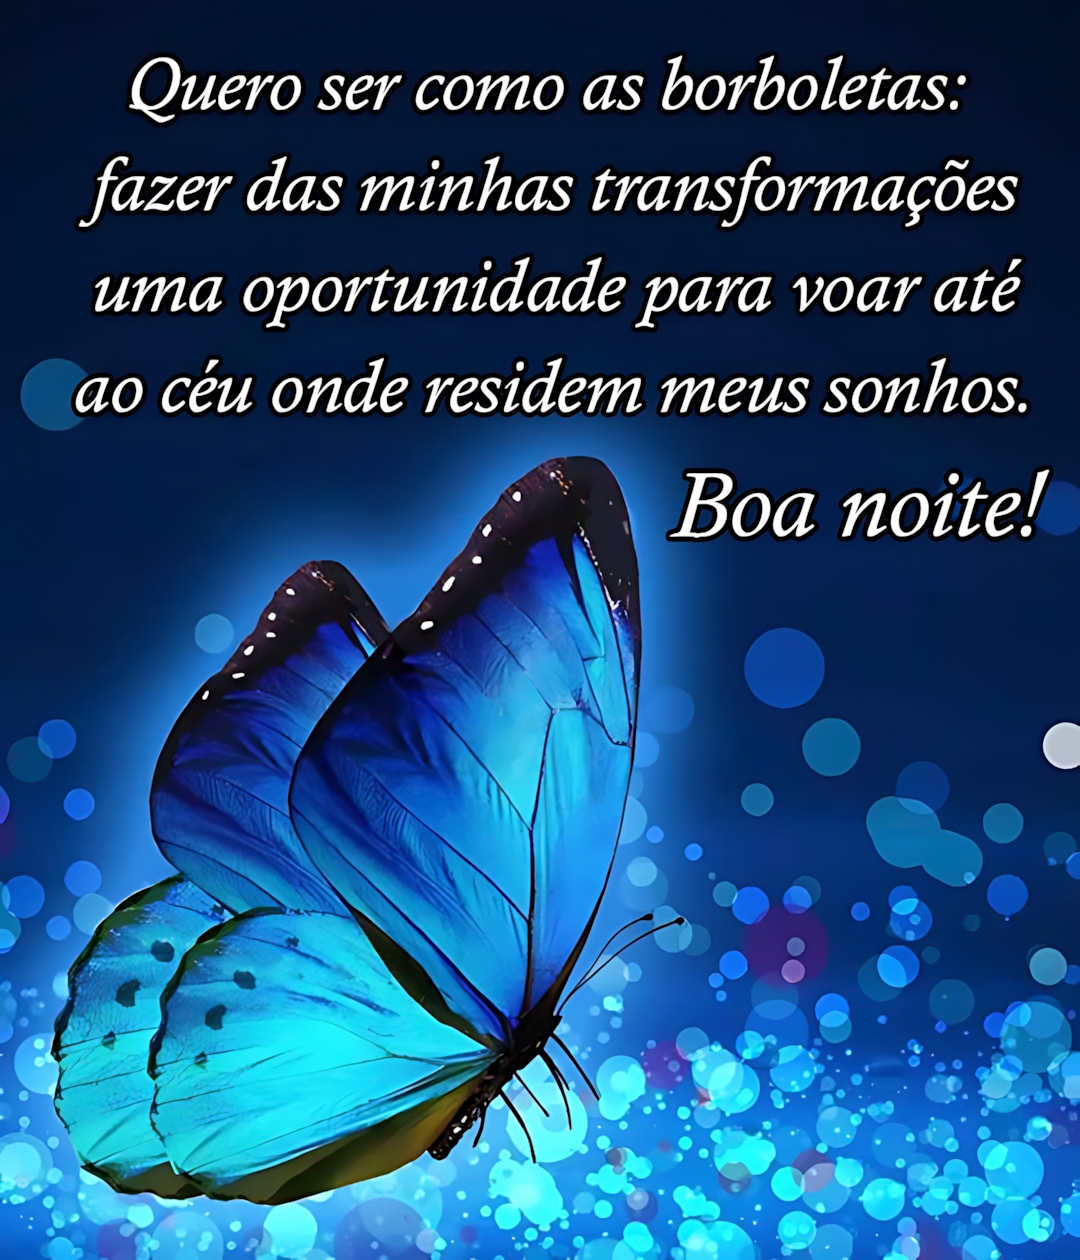 Quero ser como as borboletas:
fazer das minhas transformações
uma oportunidade para voar até
ao céu onde residem meus sonhos.
Boa noite!